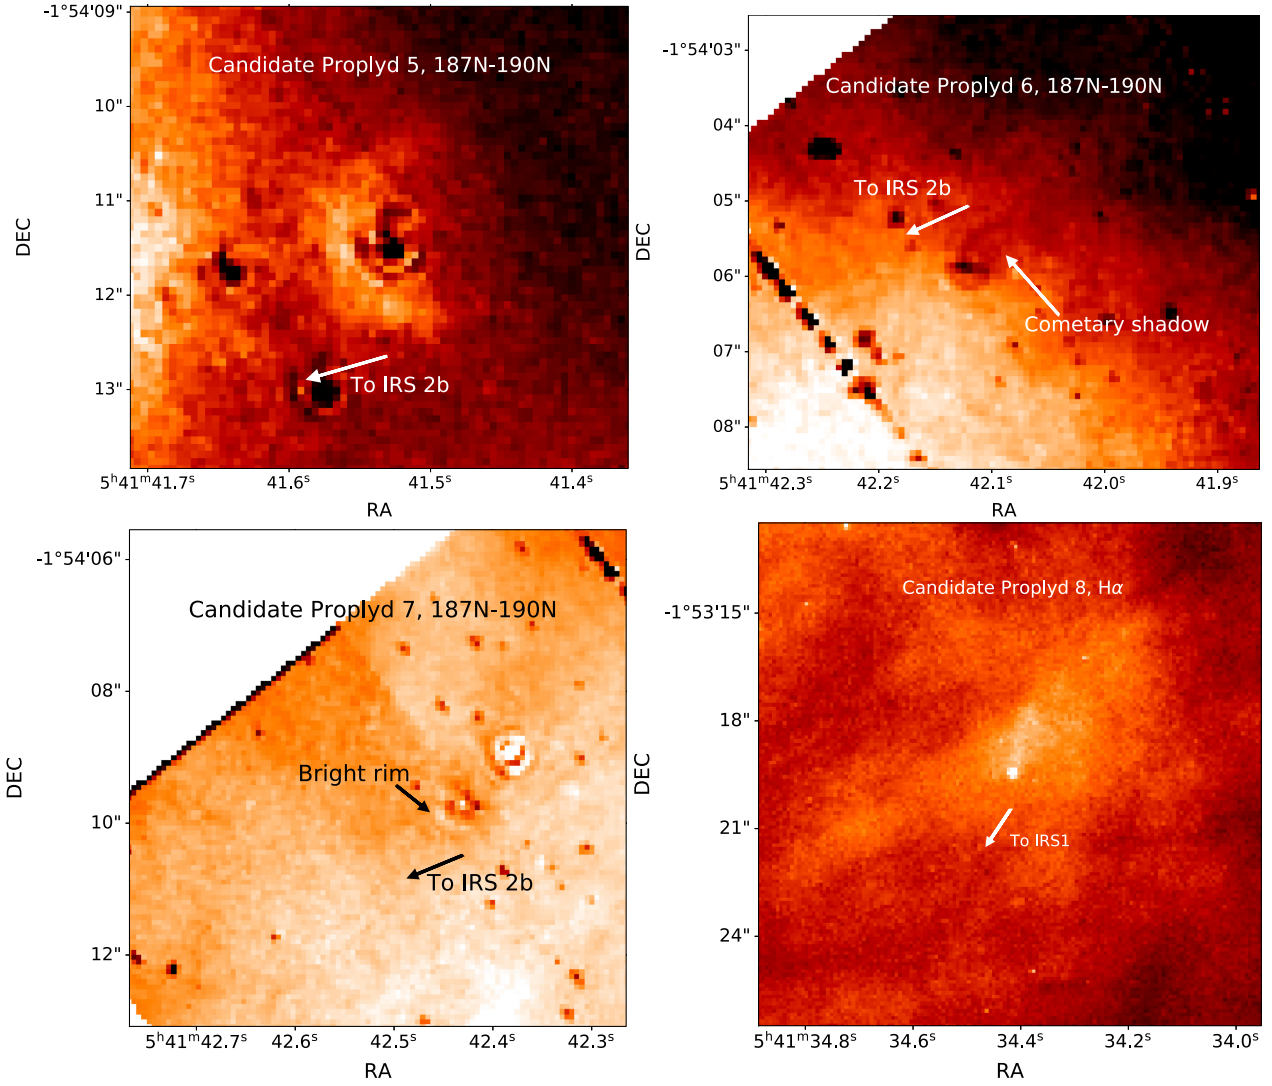 Candidate Proplyd 5, 187N-190N
-1°54'09"
10"
11"
12"
13"
DEC
To IRS 2b
5ʰ41ᵐ41.7ˢ
41.6ˢ
41.5ˢ
41.4ˢ
RA
Candidate Proplyd 6, 187N-190N
-1°54'03"
04"
05"
06"
07"
08"
DEC
To IRS 2b
Cometary shadow
5ʰ41ᵐ42.3ˢ
42.2ˢ
42.1ˢ
42.0ˢ
41.9ˢ
RA
Candidate Proplyd 7, 187N-190N
-1°54'06"
08"
10"
12"
DEC
Bright rim
To IRS 2b
5ʰ41ᵐ42.7ˢ
42.6ˢ
42.5ˢ
42.4ˢ
42.3ˢ
RA
Candidate Proplyd 8, Hα
-1°53'15"
18"
21"
24"
DEC
To IRS1
5ʰ41ᵐ34.8ˢ
34.6ˢ
34.4ˢ
34.2ˢ
34.0ˢ
RA